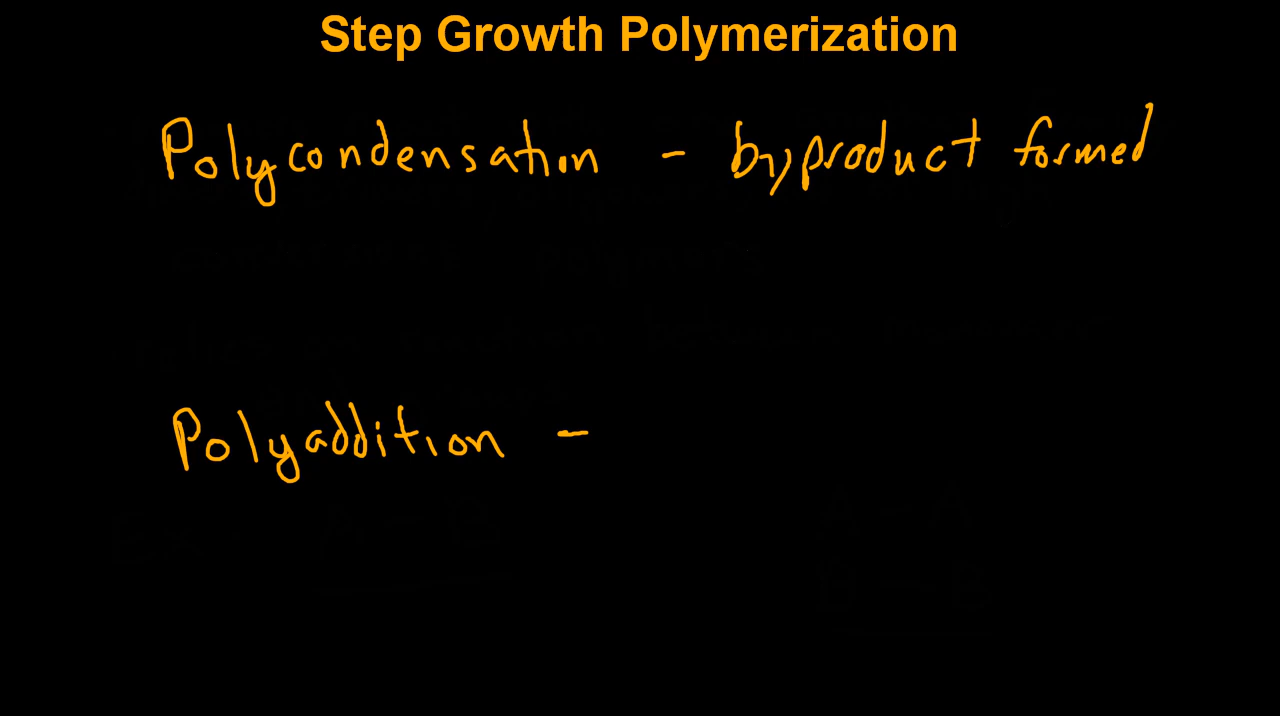 Step Growth Polymerization
Polycondensation - byproduct formed
Polyaddition -